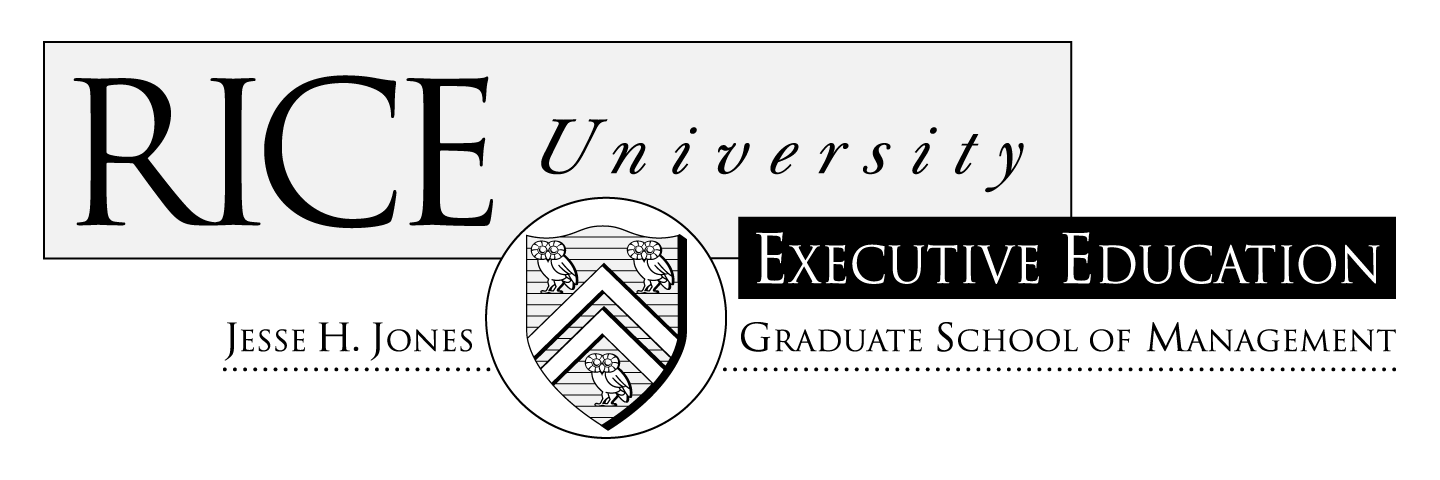 RICE University
EXECUTIVE EDUCATION
JESSE H. JONES GRADUATE SCHOOL OF MANAGEMENT